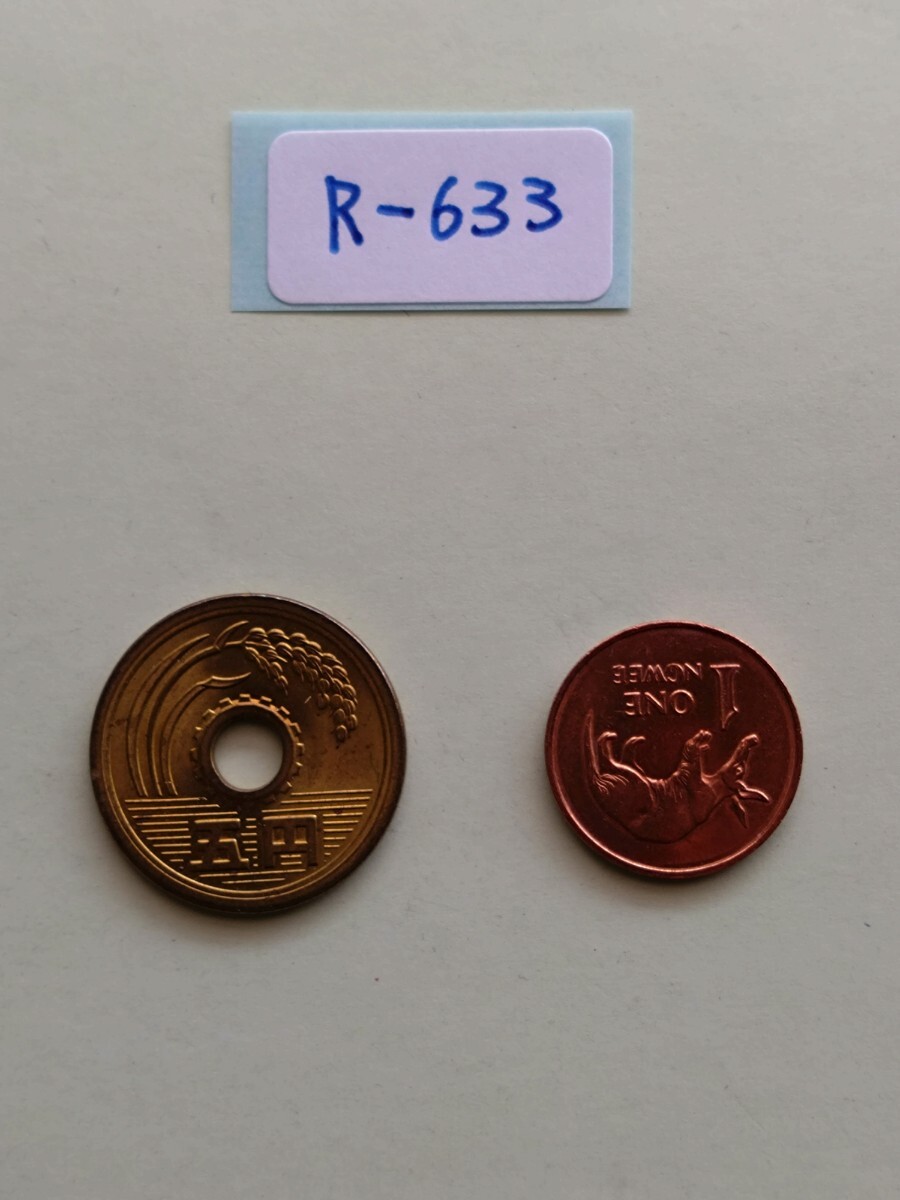 R-633
五円
1
ONE
NGWEE